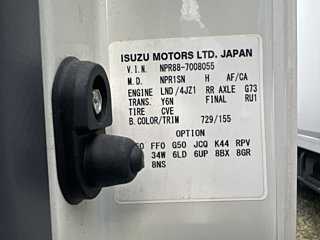 ISUZU MOTORS LTD. JAPAN
V.I.N. NPR88-7008055
M.D. NPR1SN H AF/CA
ENGINE LND/4JZ1 RR AXLE G73
TRANS. Y6N FINAL RU1
TIRE CVE
B.COLOR/TRIM 729/155
OPTION
FFO G50 JCQ K44 RPV
34W 6LD 6UP 8BX 8GR
8NS